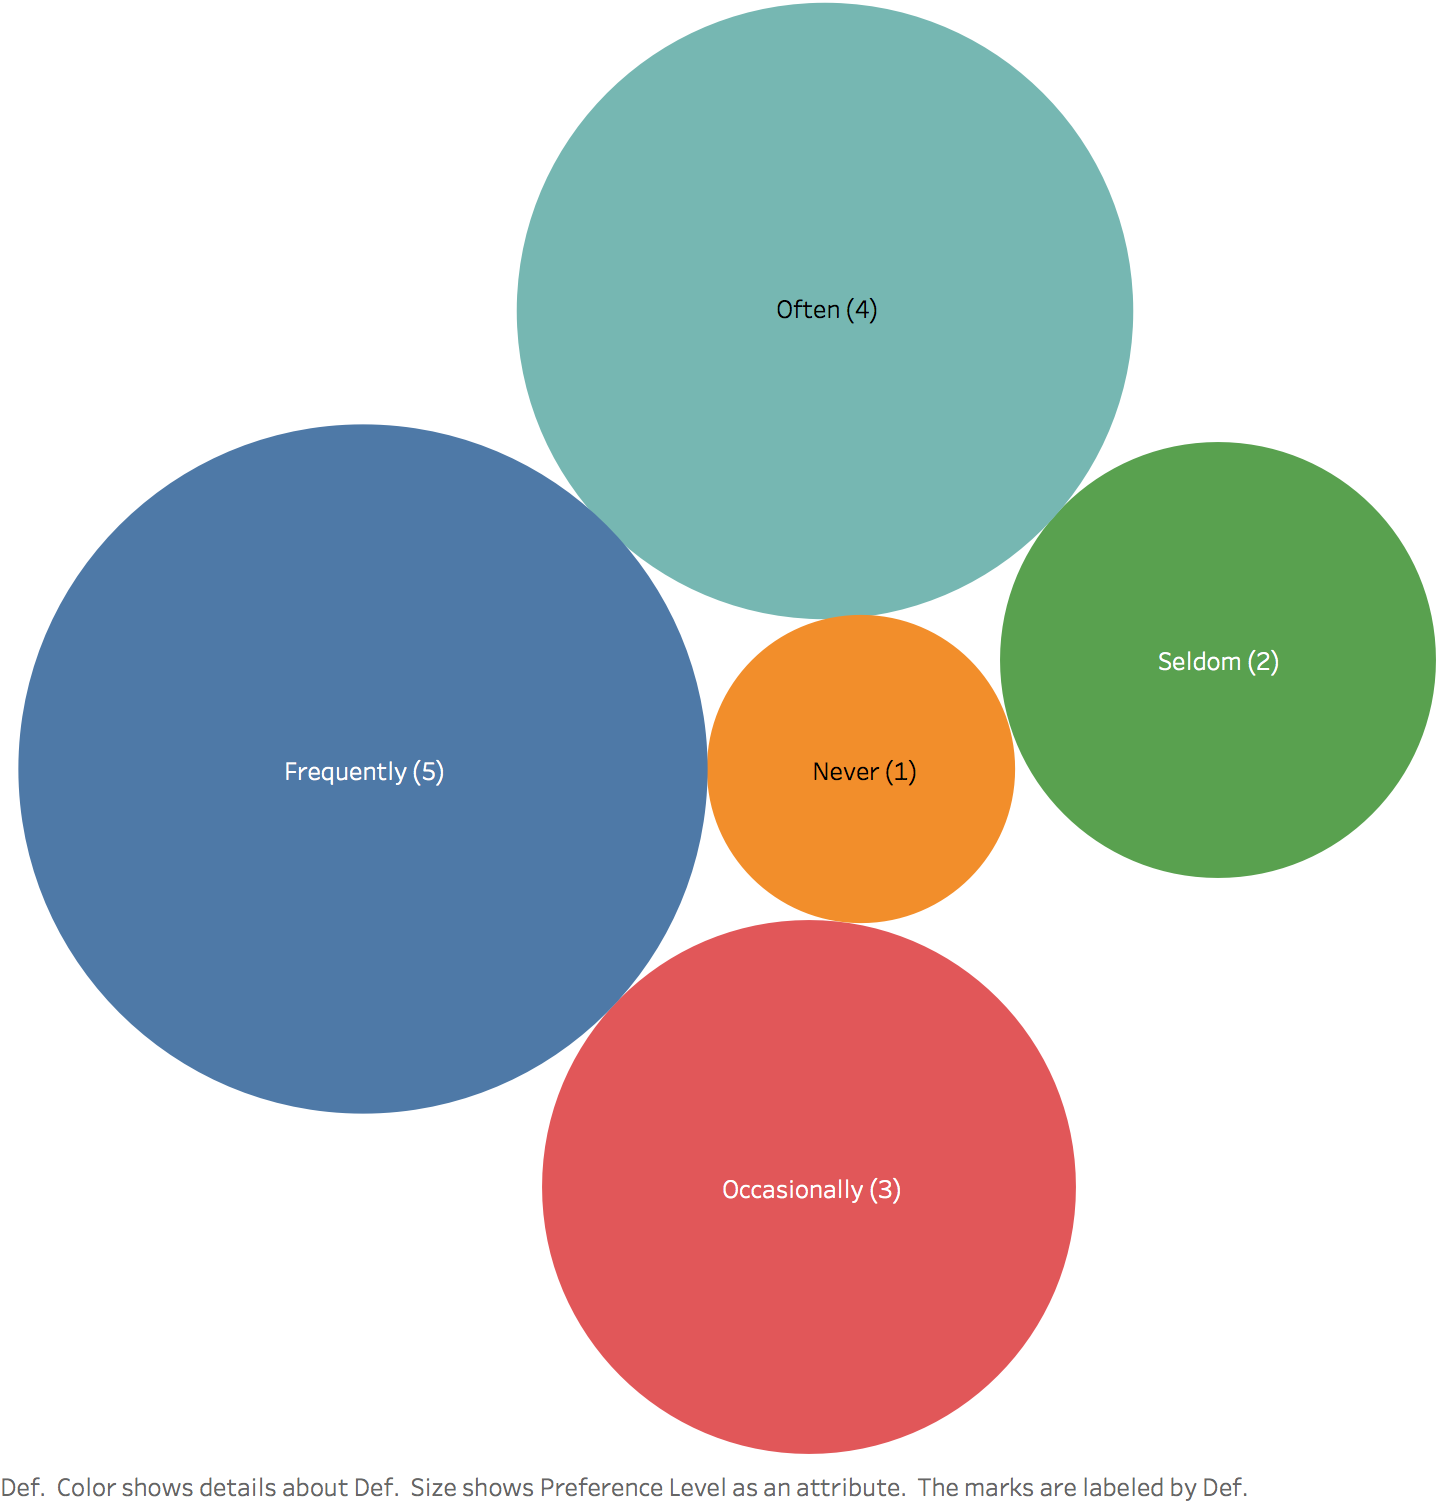 Often (4)
Seldom (2)
Frequently (5)
Never (1)
Occasionally (3)
Def.  Color shows details about Def.  Size shows Preference Level as an attribute.  The marks are labeled by Def.